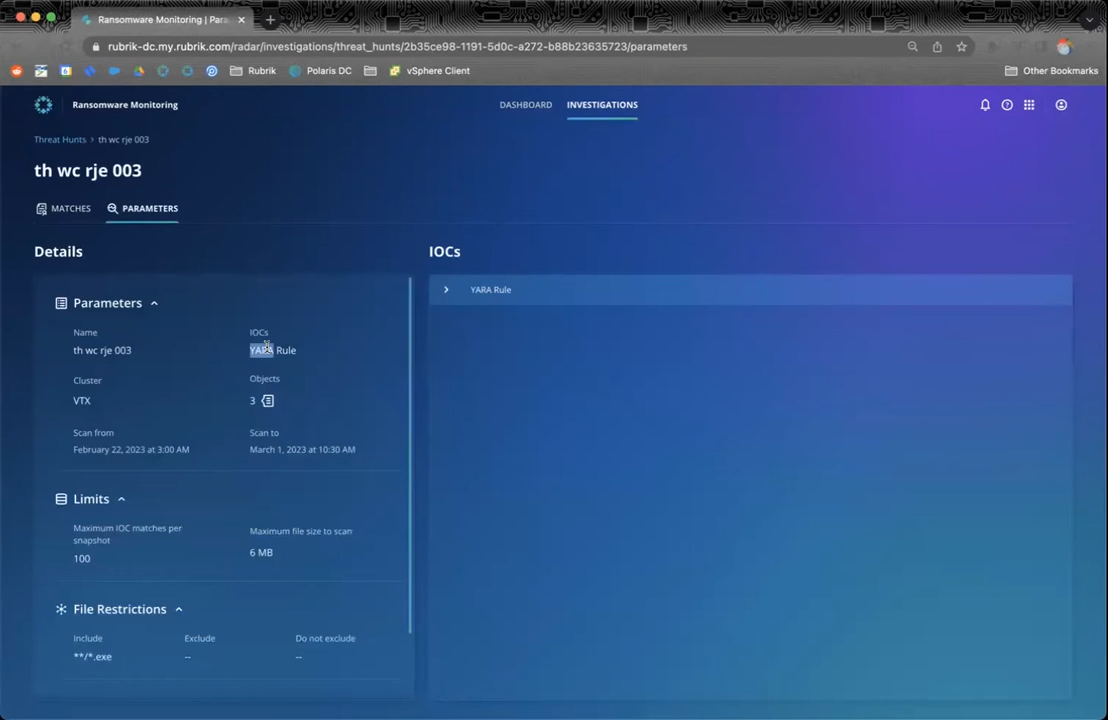 Ransomware Monitoring | Para
rubrik-dc.my.rubrik.com/radar/investigations/threat_hunts/2b35ce98-1191-5d0c-a272-b88b23635723/parameters
Rubrik Polaris DC vSphere Client Other Bookmarks
Ransomware Monitoring DASHBOARD INVESTIGATIONS
Threat Hunts > th wc rje 003
th wc rje 003
MATCHES PARAMETERS
Details IOCs
Parameters
YARA Rule
Name IOCs
th wc rje 003 YARA Rule
Cluster Objects
VTX 3
Scan from Scan to
February 22, 2023 at 3:00 AM March 1, 2023 at 10:30 AM
Limits
Maximum IOC matches per
snapshot
Maximum file size to scan
100
6 MB
File Restrictions
Include Exclude Do not exclude
**/*.exe -- --